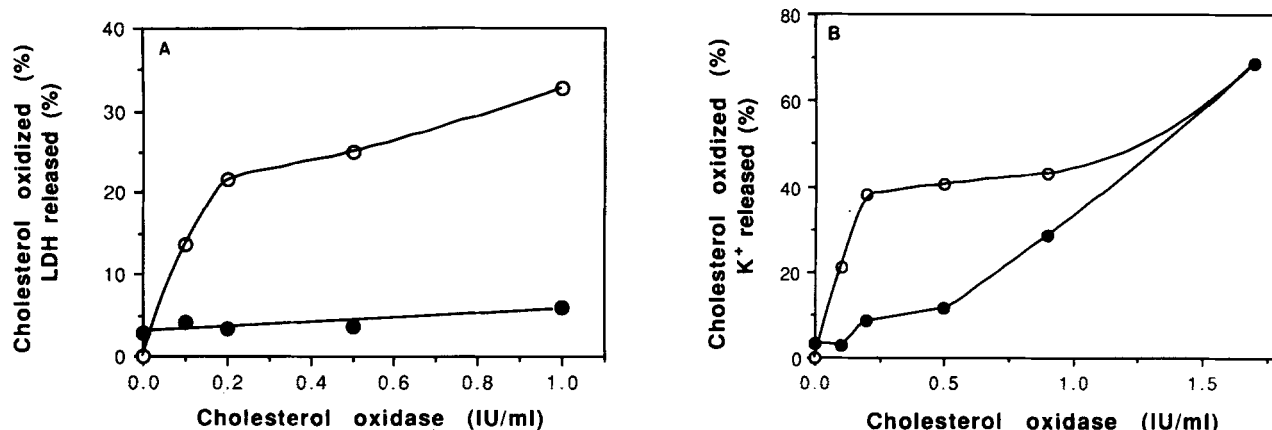 A
Cholesterol oxidized (%)
LDH released (%)
40
30
20
10
0
0.0 0.2 0.4 0.6 0.8 1.0
Cholesterol oxidase (IU/ml)
B
Cholesterol oxidized (%)
K⁺ released (%)
80
60
40
20
0
0.0 0.5 1.0 1.5
Cholesterol oxidase (IU/ml)